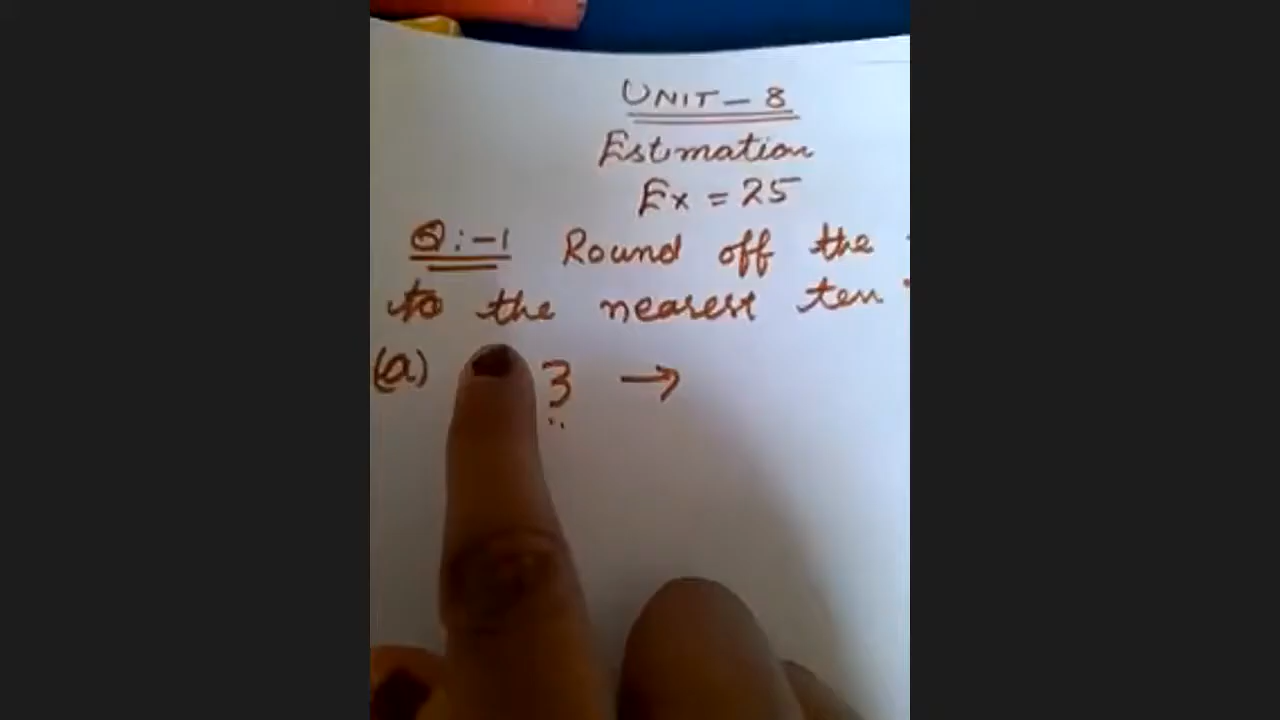 UNIT - 8
Estimation
Ex = 25
Q:-1 Round off the
to the nearest ten
(a) 3 →